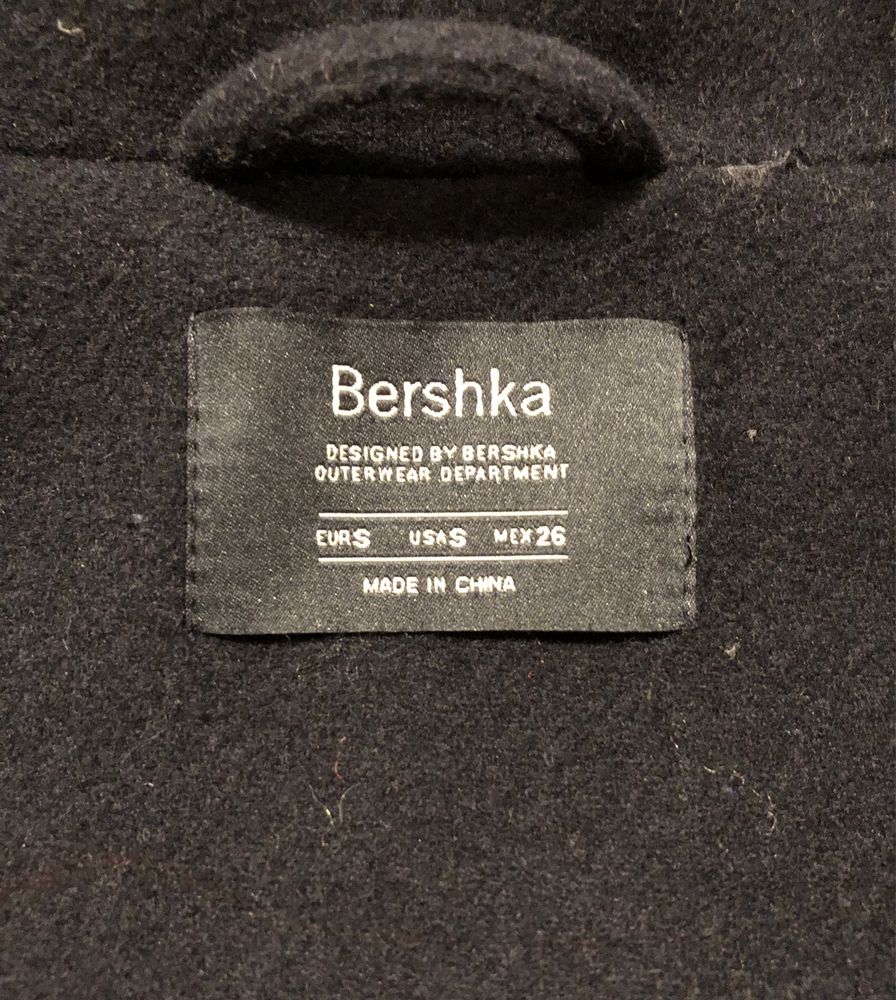 Bershka
DESIGNED BY BERSHKA
OUTERWEAR DEPARTMENT
EUR S USA S MEX 26
MADE IN CHINA